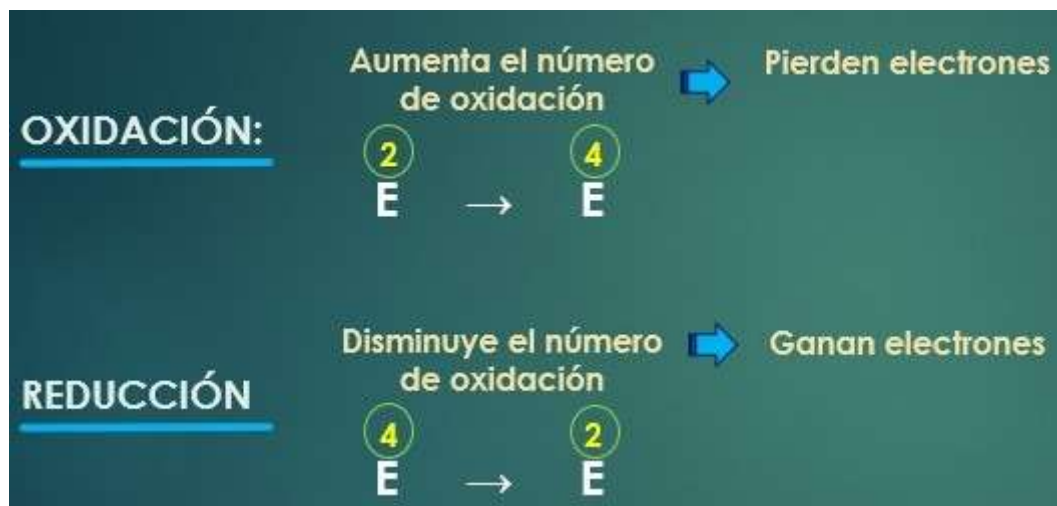 Aumenta el número
de oxidación
Pierden electrones
OXIDACIÓN:
2 4
E → E
Disminuye el número
de oxidación
Ganan electrones
REDUCCIÓN
4 2
E → E